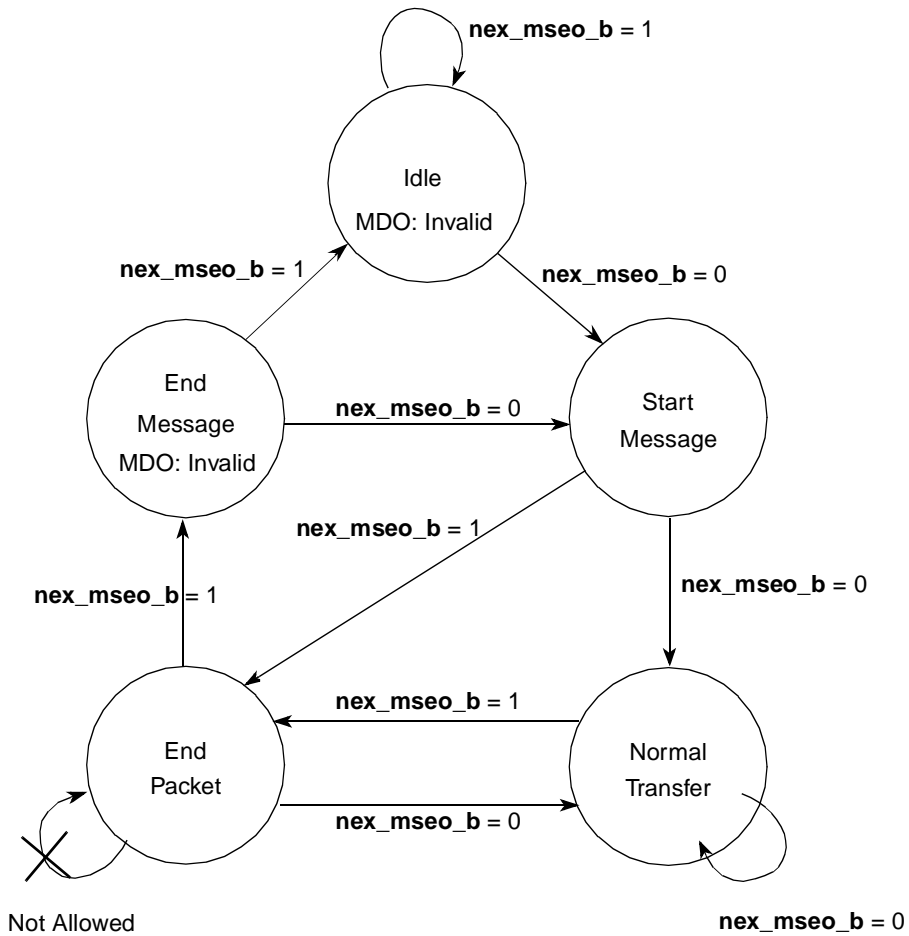 nex_mseo_b = 1
Idle
MDO: Invalid
nex_mseo_b = 1
nex_mseo_b = 0
End
Message
MDO: Invalid
nex_mseo_b = 0
Start
Message
nex_mseo_b = 1
nex_mseo_b = 0
nex_mseo_b = 1
nex_mseo_b = 1
End
Packet
Normal
Transfer
nex_mseo_b = 0
Not Allowed
nex_mseo_b = 0